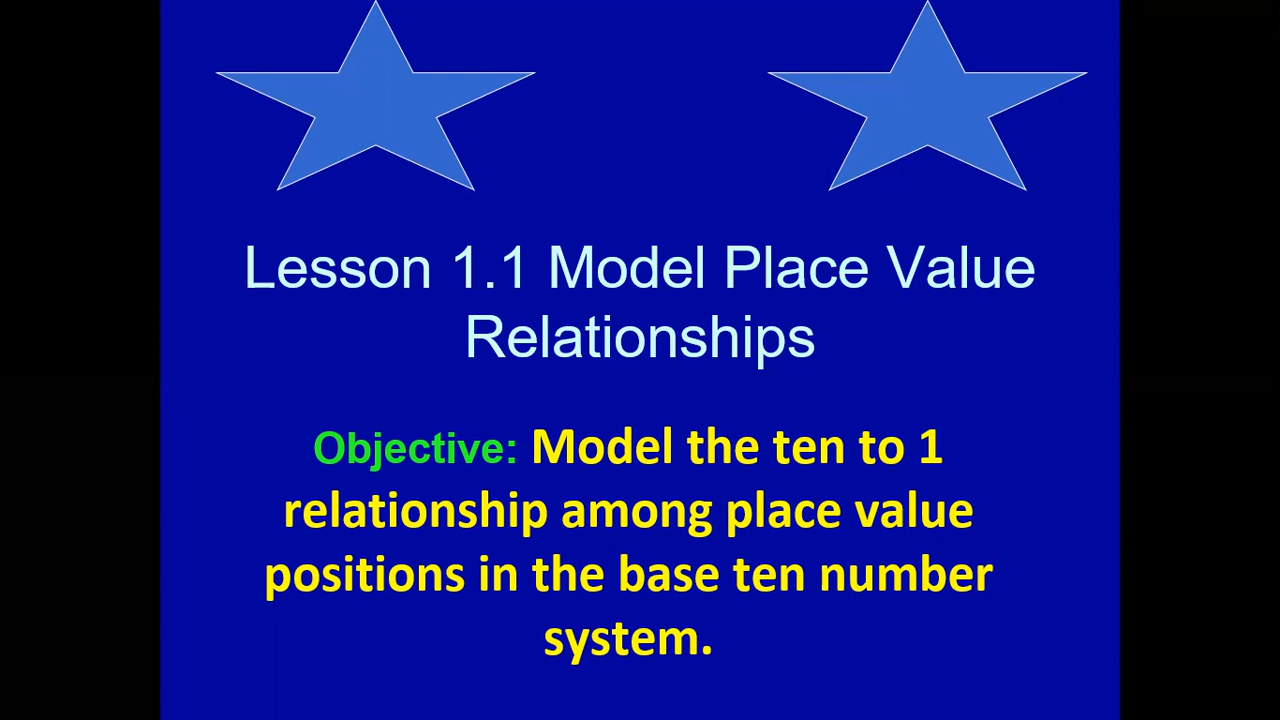 Lesson 1.1 Model Place Value
Relationships
Objective: Model the ten to 1
relationship among place value
positions in the base ten number
system.